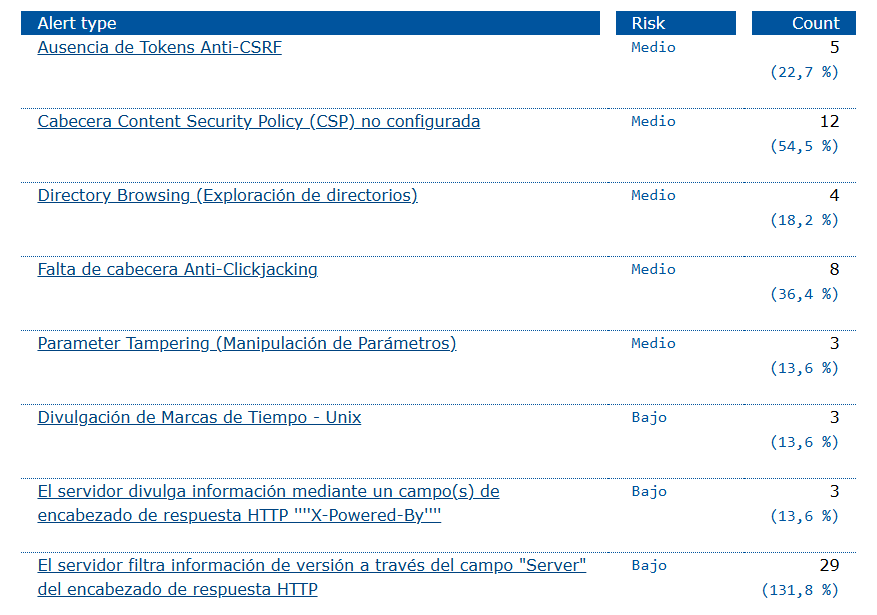 Alert type Risk Count
Ausencia de Tokens Anti-CSRF Medio 5
(22,7 %)
Cabecera Content Security Policy (CSP) no configurada Medio 12
(54,5 %)
Directory Browsing (Exploración de directorios) Medio 4
(18,2 %)
Falta de cabecera Anti-Clickjacking Medio 8
(36,4 %)
Parameter Tampering (Manipulación de Parámetros) Medio 3
(13,6 %)
Divulgación de Marcas de Tiempo - Unix Bajo 3
(13,6 %)
El servidor divulga información mediante un campo(s) de Bajo 3
encabezado de respuesta HTTP ""X-Powered-By"" (13,6 %)
El servidor filtra información de versión a través del campo "Server" Bajo 29
del encabezado de respuesta HTTP (131,8 %)